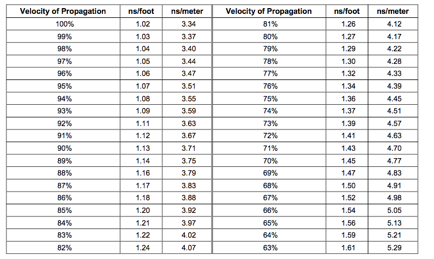 Velocity of Propagation ns/foot ns/meter Velocity of Propagation ns/foot ns/meter
100% 1.02 3.34 81% 1.26 4.12
99% 1.03 3.37 80% 1.27 4.17
98% 1.04 3.40 79% 1.29 4.22
97% 1.05 3.44 78% 1.30 4.28
96% 1.06 3.47 77% 1.32 4.33
95% 1.07 3.51 76% 1.34 4.39
94% 1.08 3.55 75% 1.36 4.45
93% 1.09 3.59 74% 1.37 4.51
92% 1.11 3.63 73% 1.39 4.57
91% 1.12 3.67 72% 1.41 4.63
90% 1.13 3.71 71% 1.43 4.70
89% 1.14 3.75 70% 1.45 4.77
88% 1.16 3.79 69% 1.47 4.83
87% 1.17 3.83 68% 1.50 4.91
86% 1.18 3.88 67% 1.52 4.98
85% 1.20 3.92 66% 1.54 5.05
84% 1.21 3.97 65% 1.56 5.13
83% 1.22 4.02 64% 1.59 5.21
82% 1.24 4.07 63% 1.61 5.29